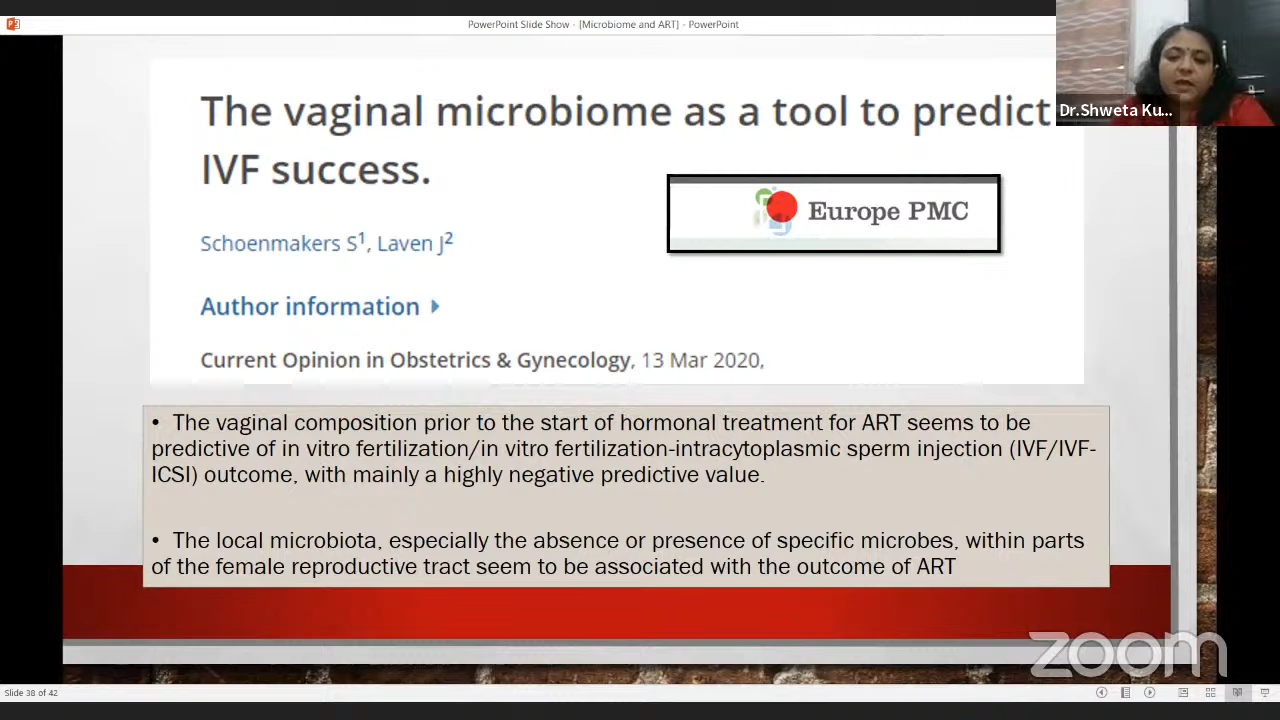 PowerPoint Slide Show - [Microbiome and ART] - PowerPoint
Dr.Shweta Ku...
The vaginal microbiome as a tool to predict
IVF success.
Europe PMC
Schoenmakers S1, Laven J2
Author information
Current Opinion in Obstetrics & Gynecology, 13 Mar 2020,
• The vaginal composition prior to the start of hormonal treatment for ART seems to be
predictive of in vitro fertilization/in vitro fertilization-intracytoplasmic sperm injection (IVF/IVF-
ICSI) outcome, with mainly a highly negative predictive value.
• The local microbiota, especially the absence or presence of specific microbes, within parts
of the female reproductive tract seem to be associated with the outcome of ART
zoom
Slide 38 of 42